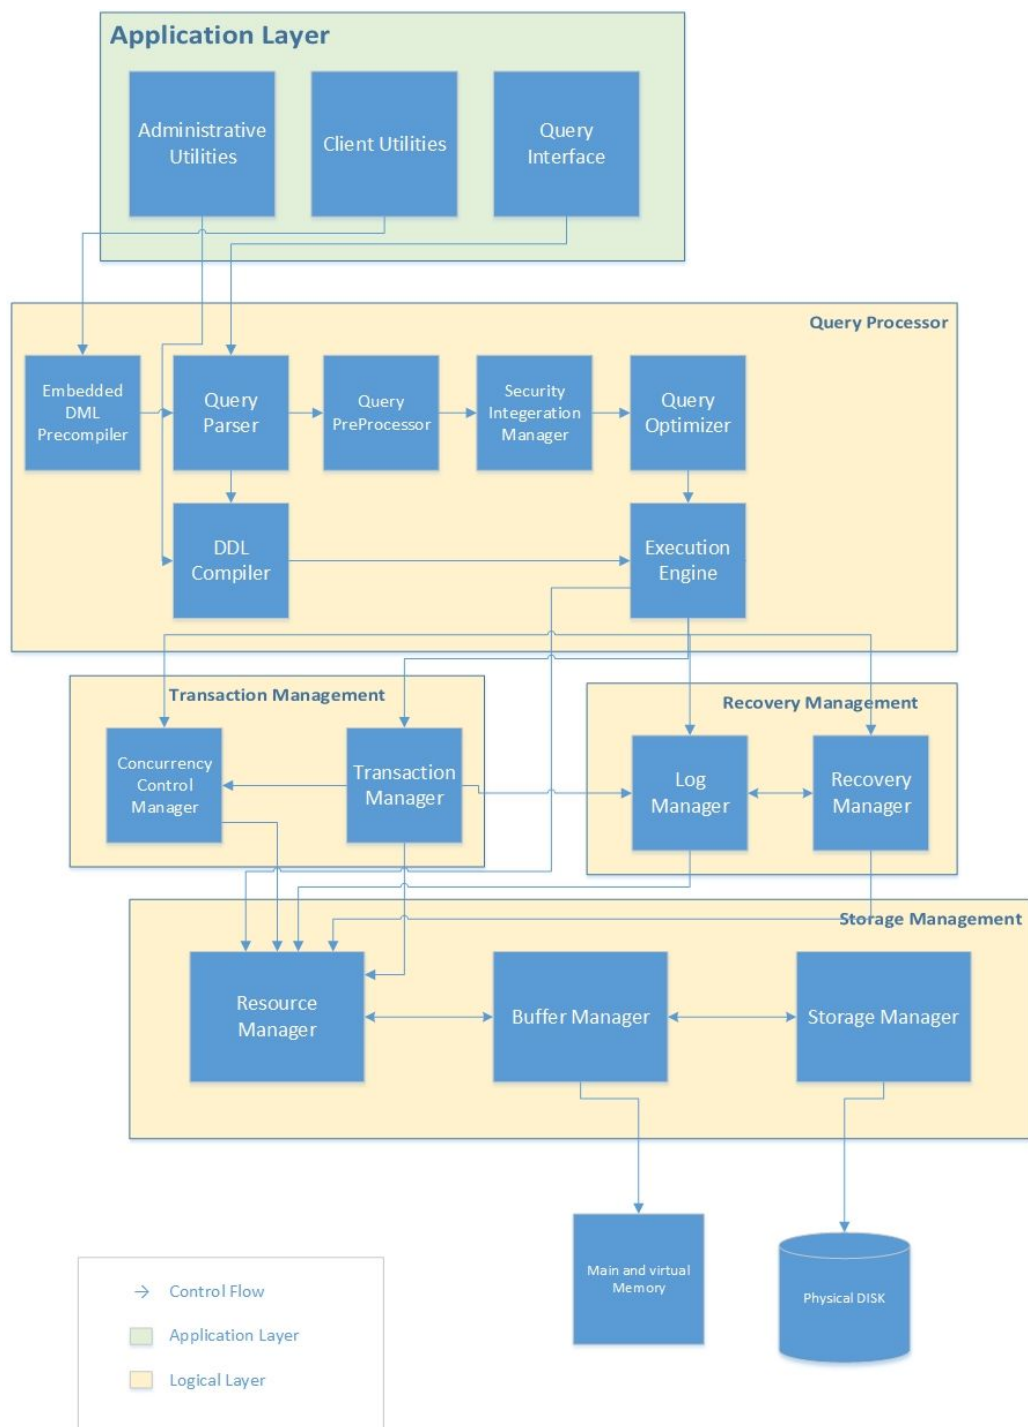 Application Layer
Administrative
Utilities
Client Utilities
Query
Interface
Query Processor
Embedded
DML
Precompiler
Query
Parser
Query
PreProcessor
Security
Integeration
Manager
Query
Optimizer
DDL
Compiler
Execution
Engine
Transaction Management
Recovery Management
Concurrency
Control
Manager
Transaction
Manager
Log
Manager
Recovery
Manager
Storage Management
Resource
Manager
Buffer Manager
Storage Manager
Main and virtual
Memory
Physical DISK
Control Flow
Application Layer
Logical Layer